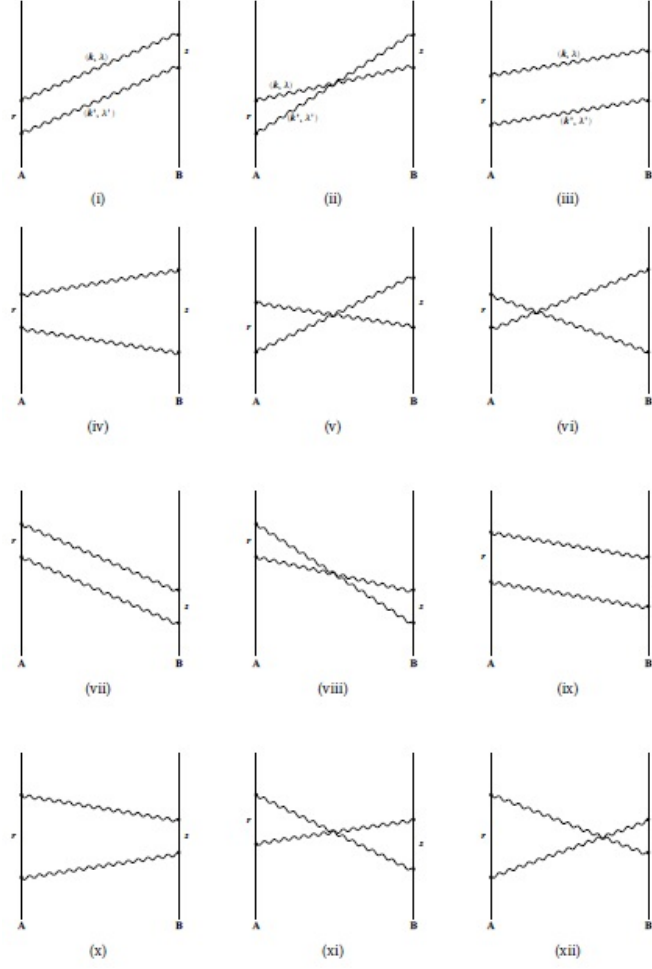 (k, λ)
s
r
(k', λ')
A B
(i)
s
(k, λ)
r
(k', λ')
A B
(ii)
(k, λ)
r
(k', λ')
A B
(iii)
r s
A B
(iv)
s
r
A B
(v)
r
A B
(vi)
r
s
A B
(vii)
r
s
A B
(viii)
r
A B
(ix)
r s
A B
(x)
r
s
A B
(xi)
r
A B
(xii)